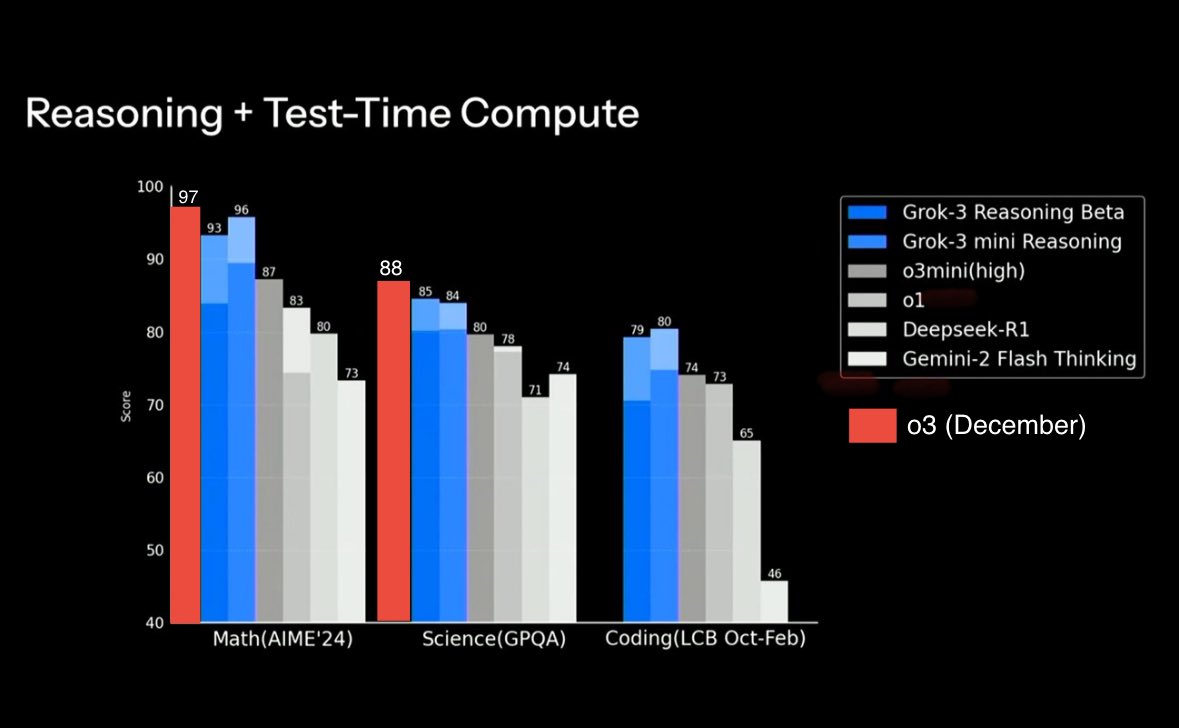 Reasoning + Test-Time Compute
100
90
80
70
60
50
40
Score
97
93
96
87
83
80
73
88
85
84
80
78
71
74
79
80
74
73
65
46
Math(AIME'24)
Science(GPQA)
Coding(LCB Oct-Feb)
Grok-3 Reasoning Beta
Grok-3 mini Reasoning
o3mini(high)
o1
Deepseek-R1
Gemini-2 Flash Thinking
o3 (December)